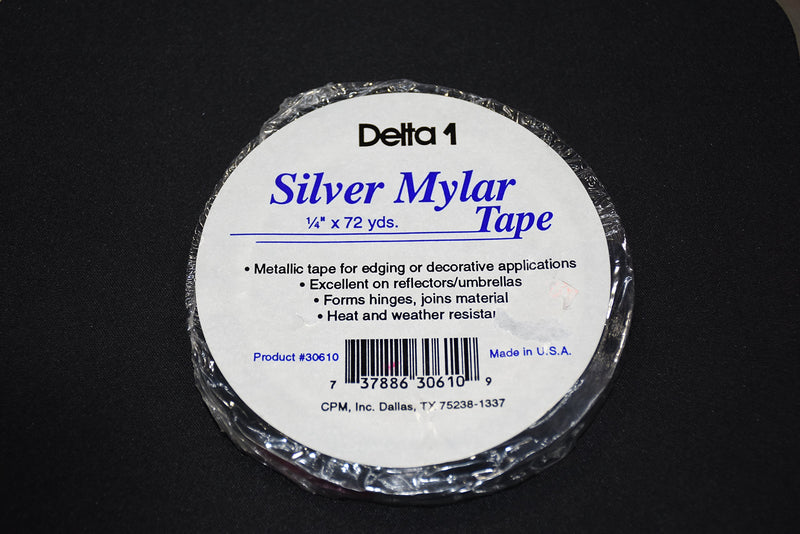 Delta 1
Silver Mylar
¼" x 72 yds. Tape
• Metallic tape for edging or decorative applications
• Excellent on reflectors/umbrellas
• Forms hinges, joins material
• Heat and weather resista
Product #30610
Made in U.S.A.
7 37886 30610 9
CPM, Inc. Dallas, TX 75238-1337